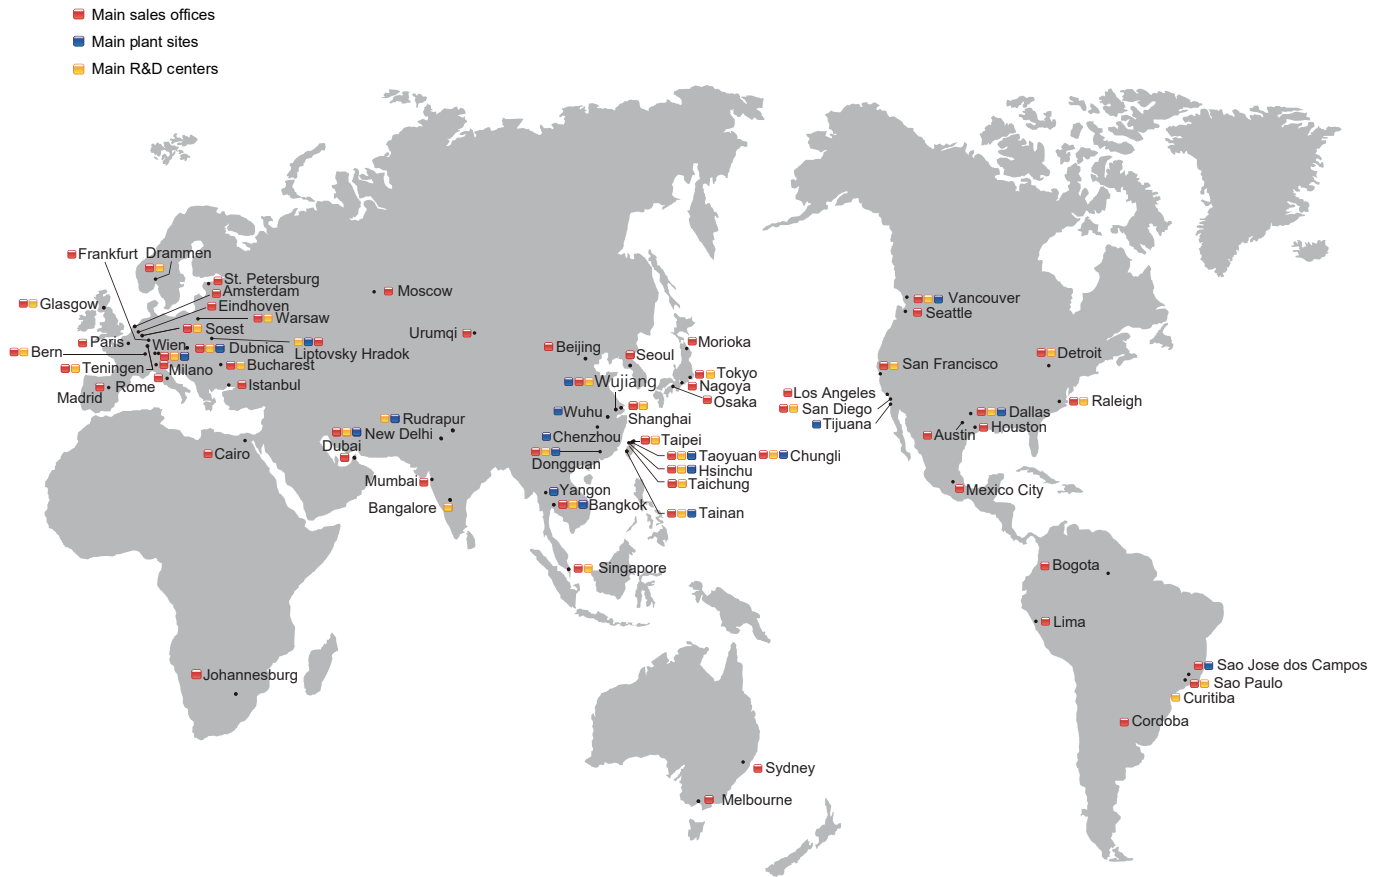 Main sales offices
Main plant sites
Main R&D centers
Frankfurt
Drammen
St. Petersburg
Amsterdam
Moscow
Glasgow
Eindhoven
Warsaw
Soest
Urumqi
Paris
Wien
Dubnica
Liptovsky Hradok
Bern
Teningen
Milano
Bucharest
Rome
Istanbul
Madrid
Cairo
Johannesburg
Rudrapur
New Delhi
Dubai
Mumbai
Bangalore
Beijing
Seoul
Morioka
Tokyo
Nagoya
Osaka
Wujiang
Wuhu
Shanghai
Chenzhou
Dongguan
Taipei
Taoyuan
Chungli
Hsinchu
Taichung
Tainan
Yangon
Bangkok
Singapore
Sydney
Melbourne
Vancouver
Seattle
San Francisco
Detroit
Los Angeles
San Diego
Tijuana
Raleigh
Dallas
Houston
Austin
Mexico City
Bogota
Lima
Sao Jose dos Campos
Sao Paulo
Curitiba
Cordoba